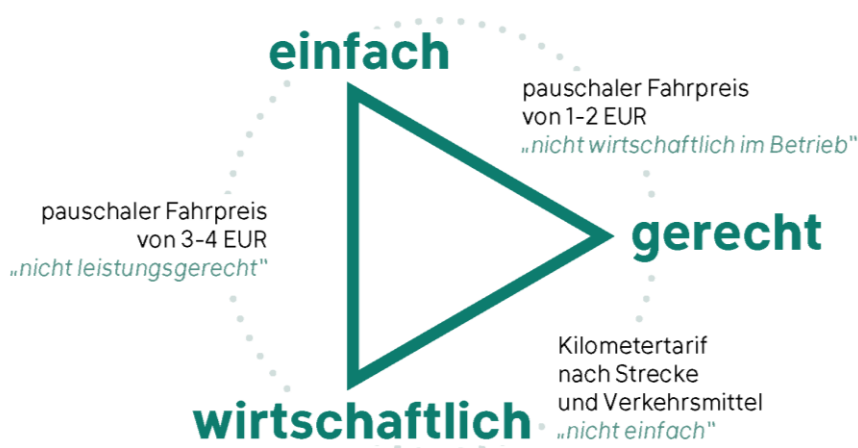 einfach
pauschaler Fahrpreis
von 1-2 EUR
„nicht wirtschaftlich im Betrieb“
pauschaler Fahrpreis
von 3-4 EUR
„nicht leistungsgerecht“
gerecht
Kilometertarif
nach Strecke
und Verkehrsmittel
„nicht einfach“
wirtschaftlich